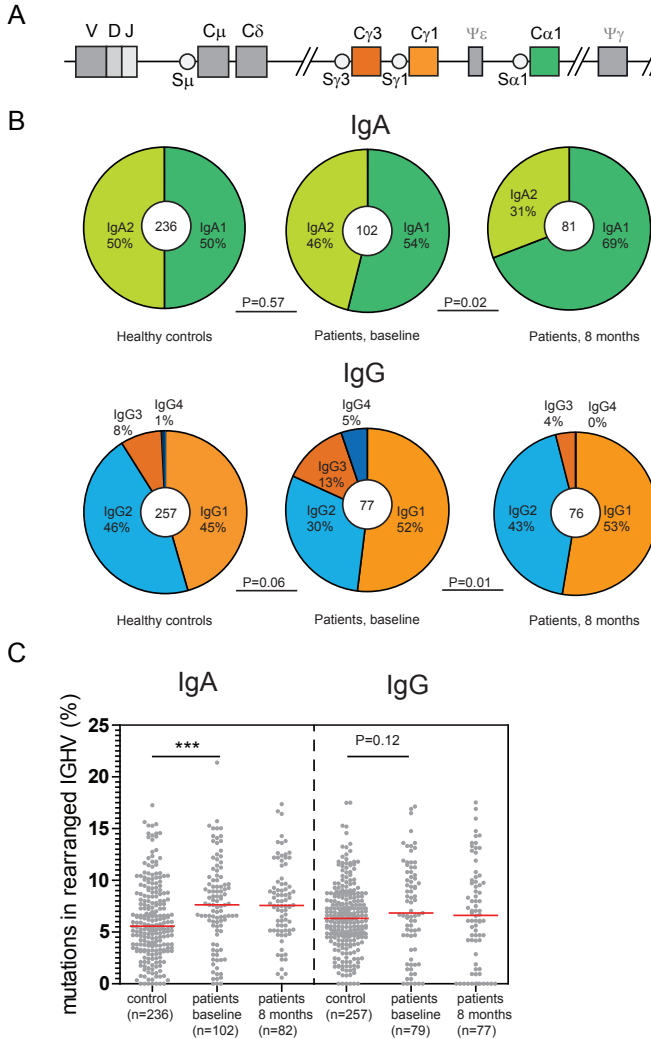 A
V D J Cμ Cδ Cγ3 Cγ1 Ψε Cα1 Ψγ
Sμ Sγ3 Sγ1 Sα1
B
IgA
IgA2
50%
236
IgA1
50%
IgA2
46%
102
IgA1
54%
IgA2
31%
81
IgA1
69%
P=0.57
P=0.02
Healthy controls
Patients, baseline
Patients, 8 months
IgG
IgG3
8%
IgG4
1%
IgG2
46%
257
IgG1
45%
IgG4
5%
IgG3
13%
IgG2
30%
77
IgG1
52%
IgG3
4%
IgG4
0%
IgG2
43%
76
IgG1
53%
P=0.06
P=0.01
Healthy controls
Patients, baseline
Patients, 8 months
C
IgA
IgG
mutations in rearranged IGHV (%)
25
20
15
10
5
0
***
P=0.12
control
(n=236)
patients
baseline
(n=102)
patients
8 months
(n=82)
control
(n=257)
patients
baseline
(n=79)
patients
8 months
(n=77)